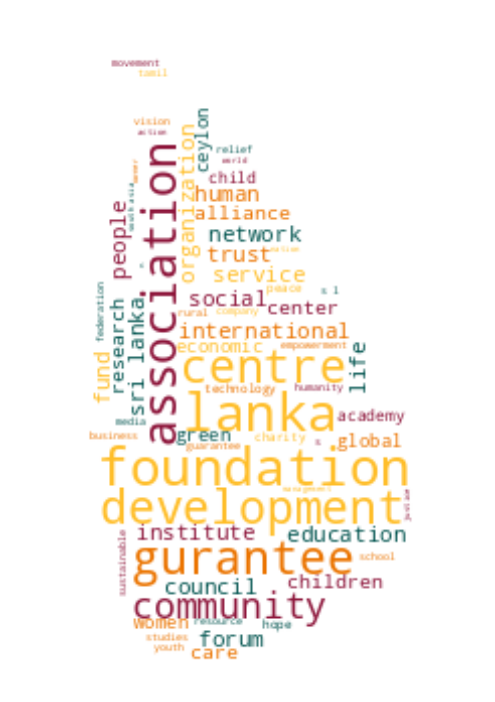 movement
tamil
vision
action
ceylon
relief
world
child
human
organization
alliance
people
south asia
network
trust
service
peace
s l
association
social
center
rural
company
federation
research
sri lanka
international
economic
empowerment
centre
life
fund
technology
humanity
lanka
academy
media
business
green
guarantee
charity
s
global
foundation
management
development
justice
institute
education
sustainable
gurantee
school
council
children
community
women
resource
hope
studies
forum
youth
care